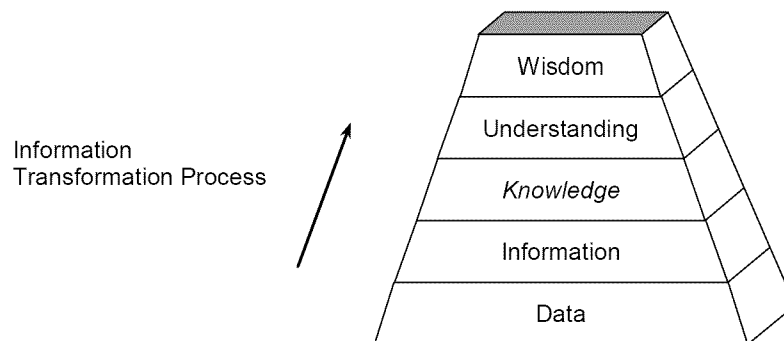 Wisdom
Understanding
Information
Transformation Process
Knowledge
Information
Data